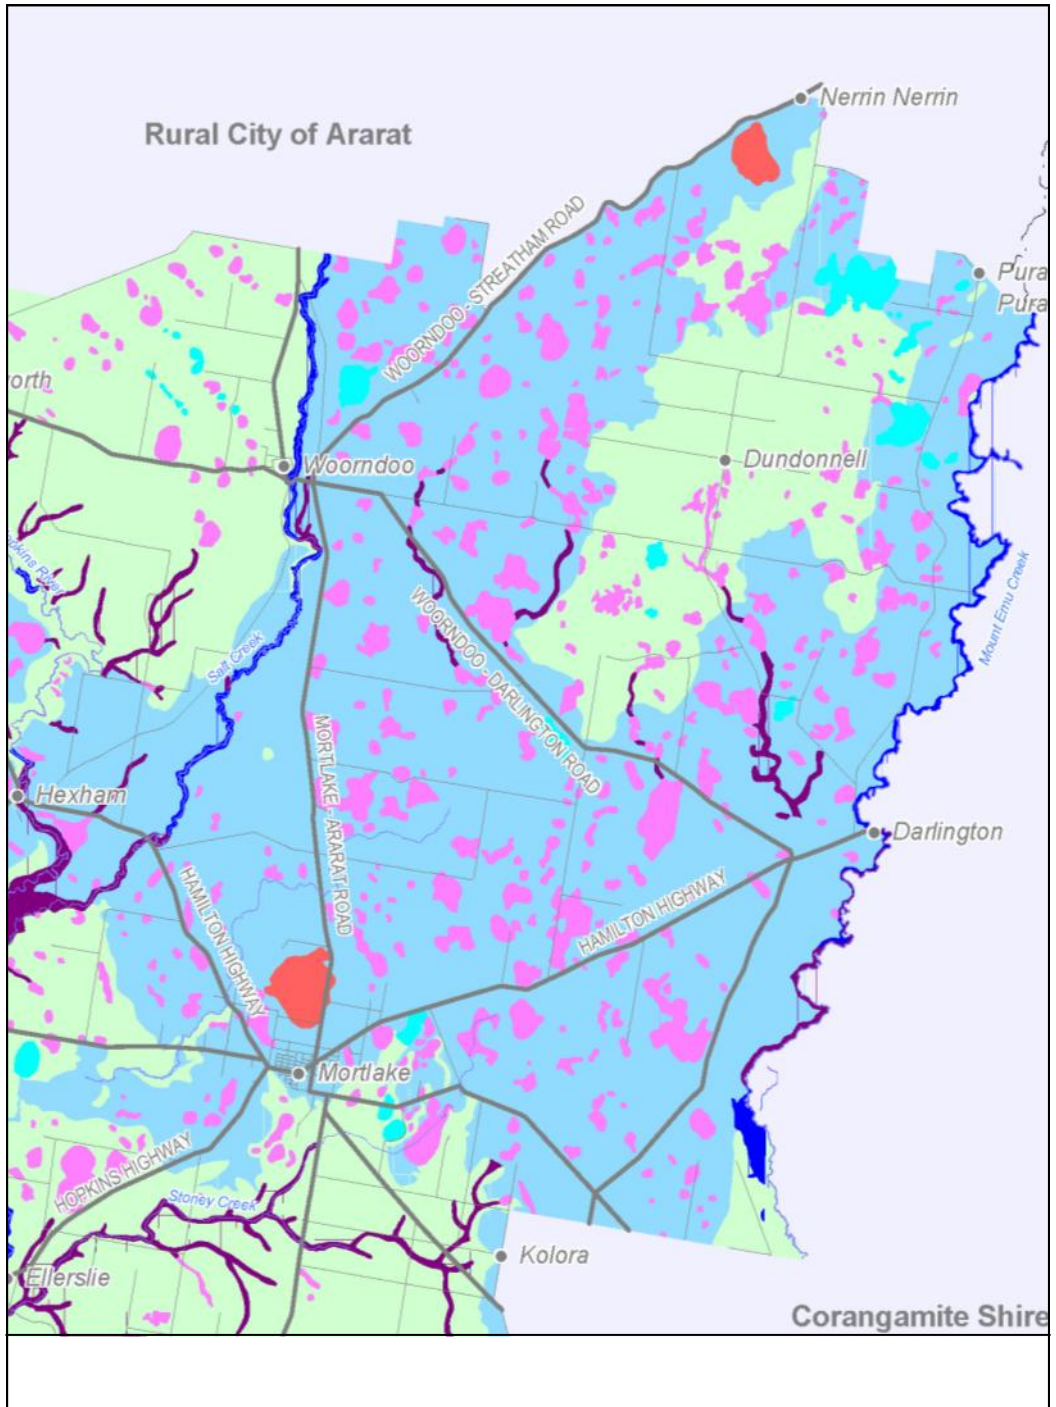 Nerrin Nerrin
Rural City of Ararat
WOORNDOO - STREATHAM ROAD
Pura
Pura
orth
Woorndoo
Dundonnell
Hopkins River
WOORNDOO - DARLINGTON ROAD
Mount Emu Creek
Salt Creek
MORTLAKE - ARARAT ROAD
Hexham
Darlington
HAMILTON HIGHWAY
HAMILTON HIGHWAY
Mortlake
HOPKINS HIGHWAY
Stoney Creek
Kolora
Ellerslie
Corangamite Shire